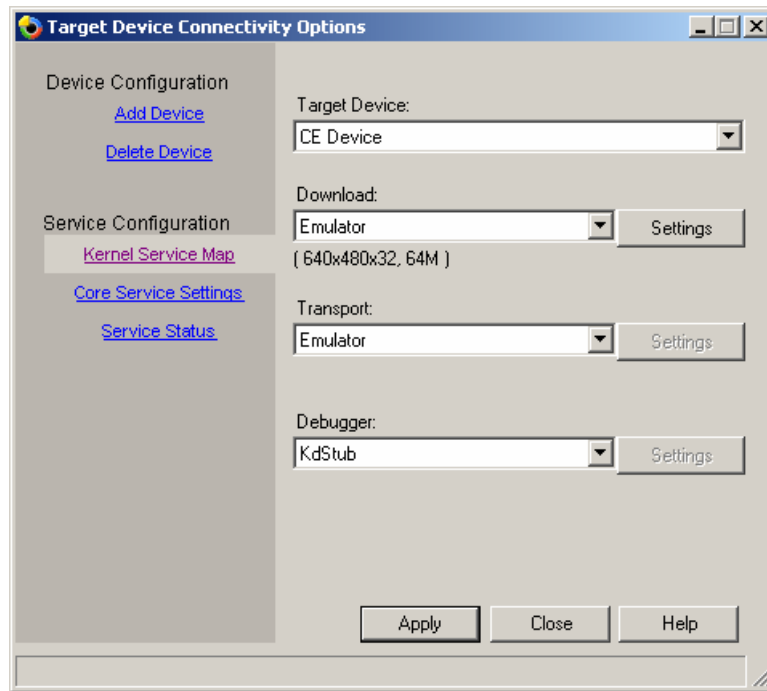 Target Device Connectivity Options
Device Configuration
Add Device
Delete Device
Service Configuration
Kernel Service Map
Core Service Settings
Service Status
Target Device:
CE Device
Download:
Emulator
Settings
( 640x480x32, 64M )
Transport:
Emulator
Settings
Debugger:
KdStub
Settings
Apply
Close
Help